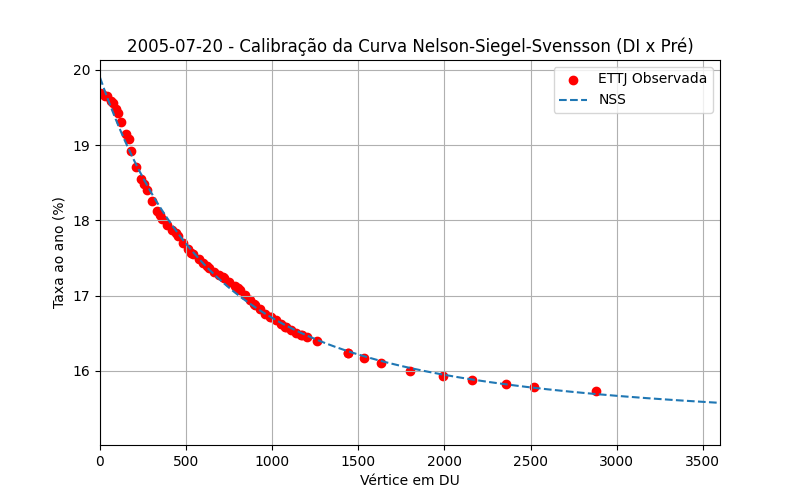 2005-07-20 - Calibração da Curva Nelson-Siegel-Svensson (DI x Pré)
ETTJ Observada
NSS
Taxa ao ano (%)
20
19
18
17
16
0 500 1000 1500 2000 2500 3000 3500
Vértice em DU